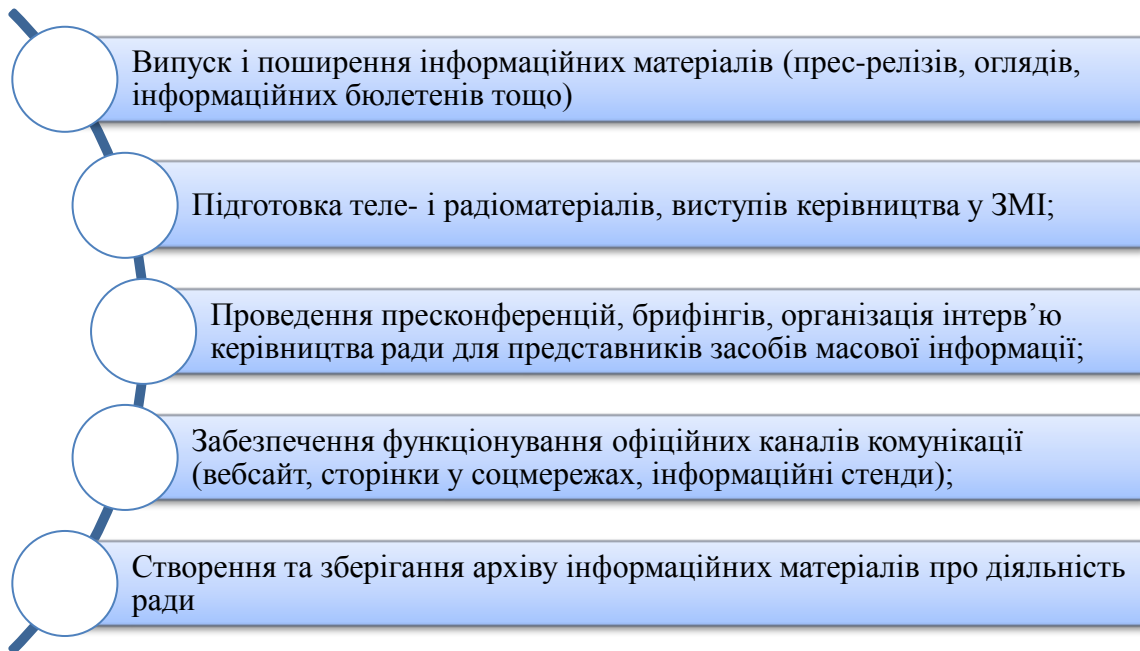 Випуск і поширення інформаційних матеріалів (прес-релізів, оглядів,
інформаційних бюлетенів тощо)
Підготовка теле- і радіоматеріалів, виступів керівництва у ЗМІ;
Проведення пресконференцій, брифінгів, організація інтерв’ю
керівництва ради для представників засобів масової інформації;
Забезпечення функціонування офіційних каналів комунікації
(вебсайт, сторінки у соцмережах, інформаційні стенди);
Створення та зберігання архіву інформаційних матеріалів про діяльність
ради